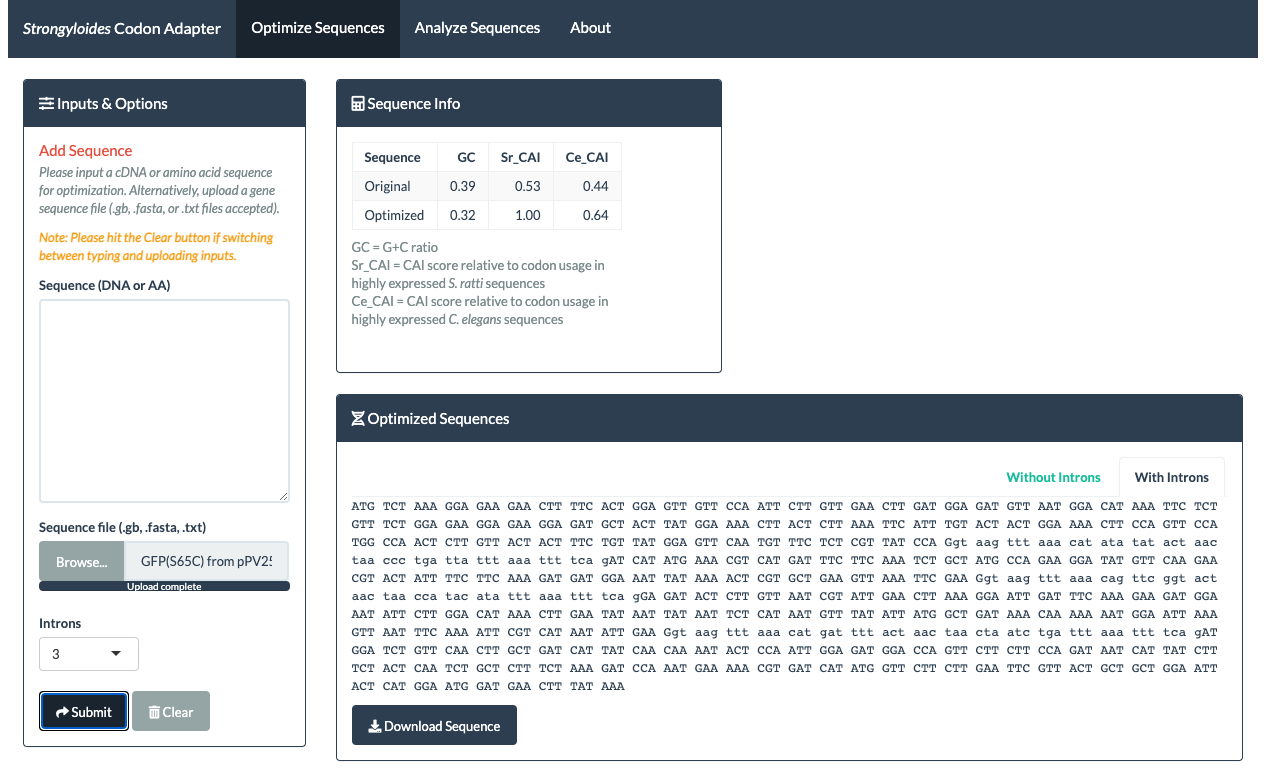 Strongyloides Codon Adapter Optimize Sequences Analyze Sequences About
Inputs & Options
Add Sequence
Please input a cDNA or amino acid sequence
for optimization. Alternatively, upload a gene
sequence file (.gb, .fasta, or .txt files accepted).
Note: Please hit the Clear button if switching
between typing and uploading inputs.
Sequence (DNA or AA)
Sequence file (.gb, .fasta, .txt)
Browse... GFP(S65C) from pPV25
Upload complete
Introns
3
Submit Clear
Sequence Info
Sequence GC Sr_CAI Ce_CAI
Original 0.39 0.53 0.44
Optimized 0.32 1.00 0.64
GC = G+C ratio
Sr_CAI = CAI score relative to codon usage in
highly expressed S. ratti sequences
Ce_CAI = CAI score relative to codon usage in
highly expressed C. elegans sequences
Optimized Sequences
Without Introns With Introns
ATG TCT AAA GGA GAA GAA CTT TTC ACT GGA GTT GTT CCA ATT CTT GTT GAA CTT GAT GGA GAT GTT AAT GGA CAT AAA TTC TCT
GTT TCT GGA GAA GGA GAA GGA GAT GCT ACT TAT GGA AAA CTT ACT CTT AAA TTC ATT TGT ACT ACT GGA AAA CTT CCA GTT CCA
TGG CCA ACT CTT GTT ACT ACT TTC TGT TAT GGA GTT CAA TGT TTC TCT CGT TAT CCA Ggt aag ttt aaa cat ata tat act aac
taa ccc tga tta ttt aaa ttt tca gAT CAT ATG AAA CGT CAT GAT TTC TTC AAA TCT GCT ATG CCA GAA GGA TAT GTT CAA GAA
CGT ACT ATT TTC TTC AAA GAT GAT GGA AAT TAT AAA ACT CGT GCT GAA GTT AAA TTC GAA Ggt aag ttt aaa cag ttc ggt act
aac taa cca tac ata ttt aaa ttt tca gGA GAT ACT CTT GTT AAT CGT ATT GAA CTT AAA GGA ATT GAT TTC AAA GAA GAT GGA
AAT ATT CTT GGA CAT AAA CTT GAA TAT AAT TAT AAT TCT CAT AAT GTT TAT ATT ATG GCT GAT AAA CAA AAA AAT GGA ATT AAA
GTT AAT TTC AAA ATT CGT CAT AAT ATT GAA Ggt aag ttt aaa cat gat ttt act aac taa cta atc tga ttt aaa ttt tca gAT
GGA TCT GTT CAA CTT GCT GAT CAT TAT CAA CAA AAT ACT CCA ATT GGA GAT GGA CCA GTT CTT CTT CCA GAT AAT CAT TAT CTT
TCT ACT CAA TCT GCT CTT TCT AAA GAT CCA AAT GAA AAA CGT GAT CAT ATG GTT CTT CTT GAA TTC GTT ACT GCT GCT GGA ATT
ACT CAT GGA ATG GAT GAA CTT TAT AAA
Download Sequence